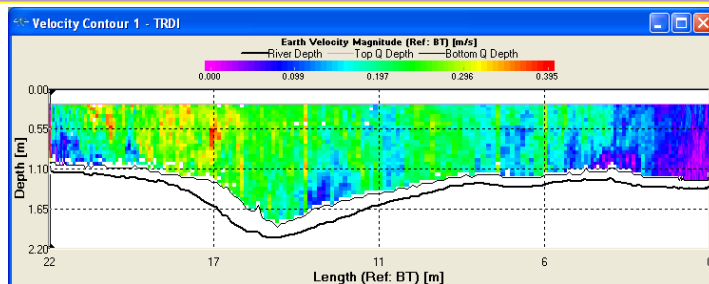 Velocity Contour 1 - TRDI
Earth Velocity Magnitude (Ref: BT) [m/s]
River Depth Top Q Depth Bottom Q Depth
0.000 0.099 0.197 0.296 0.395
0.00
0.55
1.10
1.65
2.20
Depth [m]
22 17 11 6 0
Length (Ref: BT) [m]